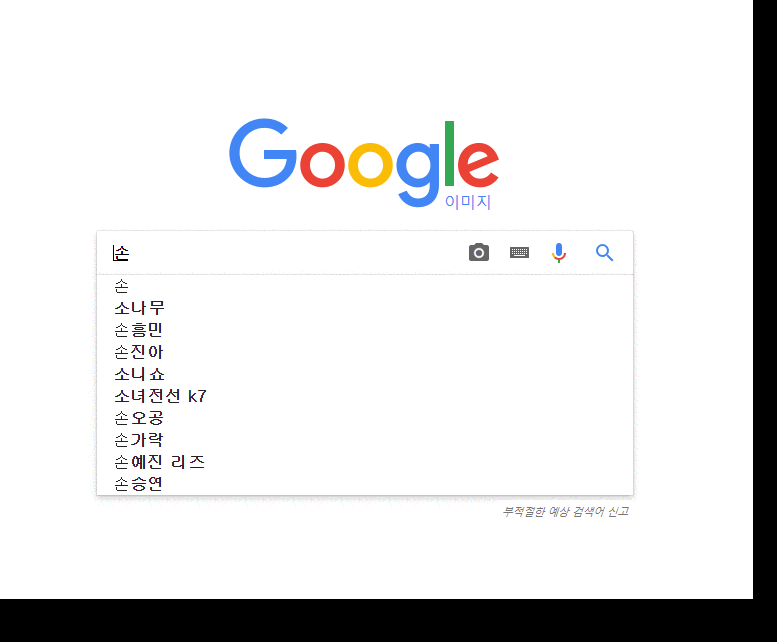 Google
이미지
손
손
소나무
손흥민
손진아
소니쇼
소녀전선 k7
손오공
손가락
손예진 리즈
손승연
부적절한 예상 검색어 신고